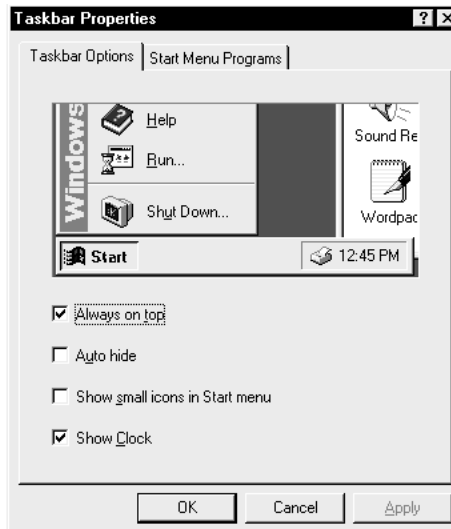 Taskbar Properties
Taskbar Options
Start Menu Programs
Windows
Help
Run...
Shut Down...
Sound Re
Wordpac
Start
12:45 PM
Always on top
Auto hide
Show small icons in Start menu
Show Clock
OK
Cancel
Apply